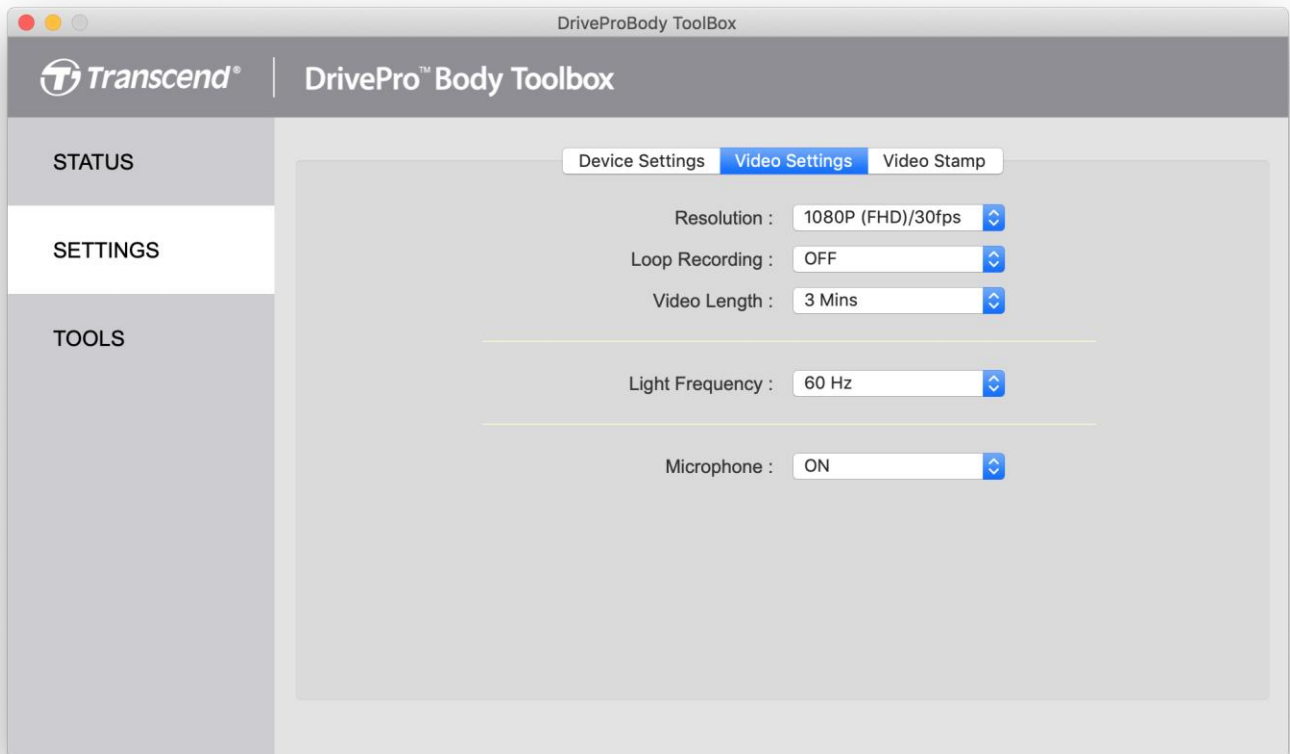 DriveProBody ToolBox
Transcend® DrivePro™ Body Toolbox
STATUS
SETTINGS
TOOLS
Device Settings Video Settings Video Stamp
Resolution : 1080P (FHD)/30fps
Loop Recording : OFF
Video Length : 3 Mins
Light Frequency : 60 Hz
Microphone : ON